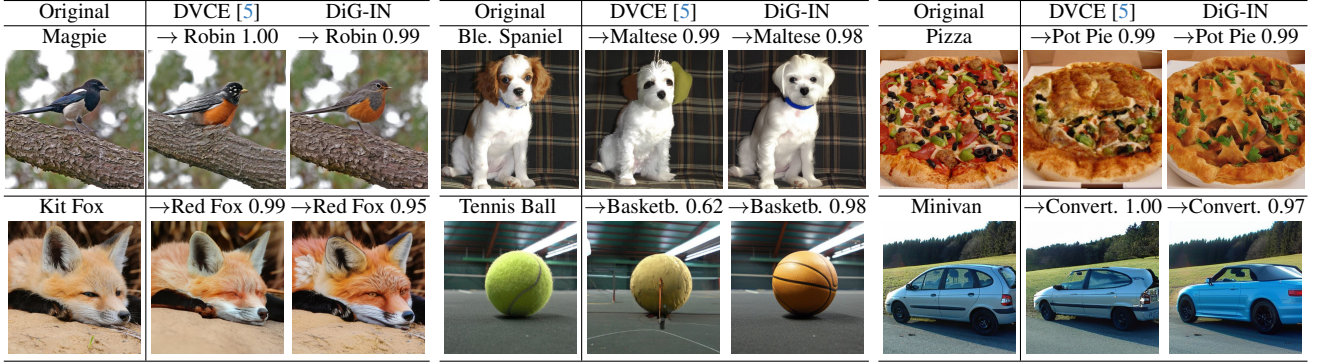 Original DVCE [5] DiG-IN Original DVCE [5] DiG-IN Original DVCE [5] DiG-IN
Magpie → Robin 1.00 → Robin 0.99 Ble. Spaniel →Maltese 0.99 →Maltese 0.98 Pizza →Pot Pie 0.99 →Pot Pie 0.99
Kit Fox →Red Fox 0.99 →Red Fox 0.95 Tennis Ball →Basketb. 0.62 →Basketb. 0.98 Minivan →Convert. 1.00 →Convert. 0.97